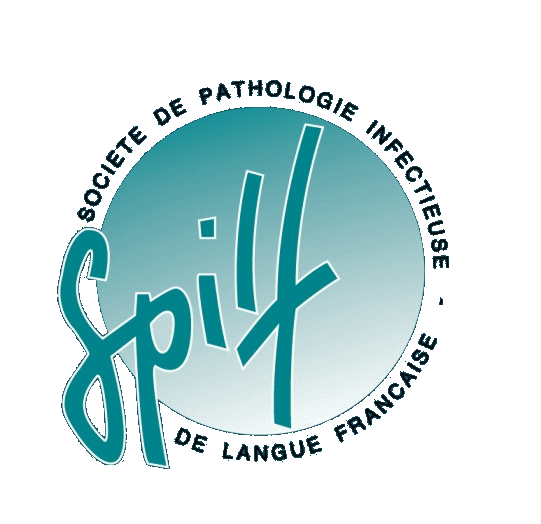 SOCIETE DE PATHOLOGIE INFECTIEUSE -
DE LANGUE FRANCAISE
Spilf